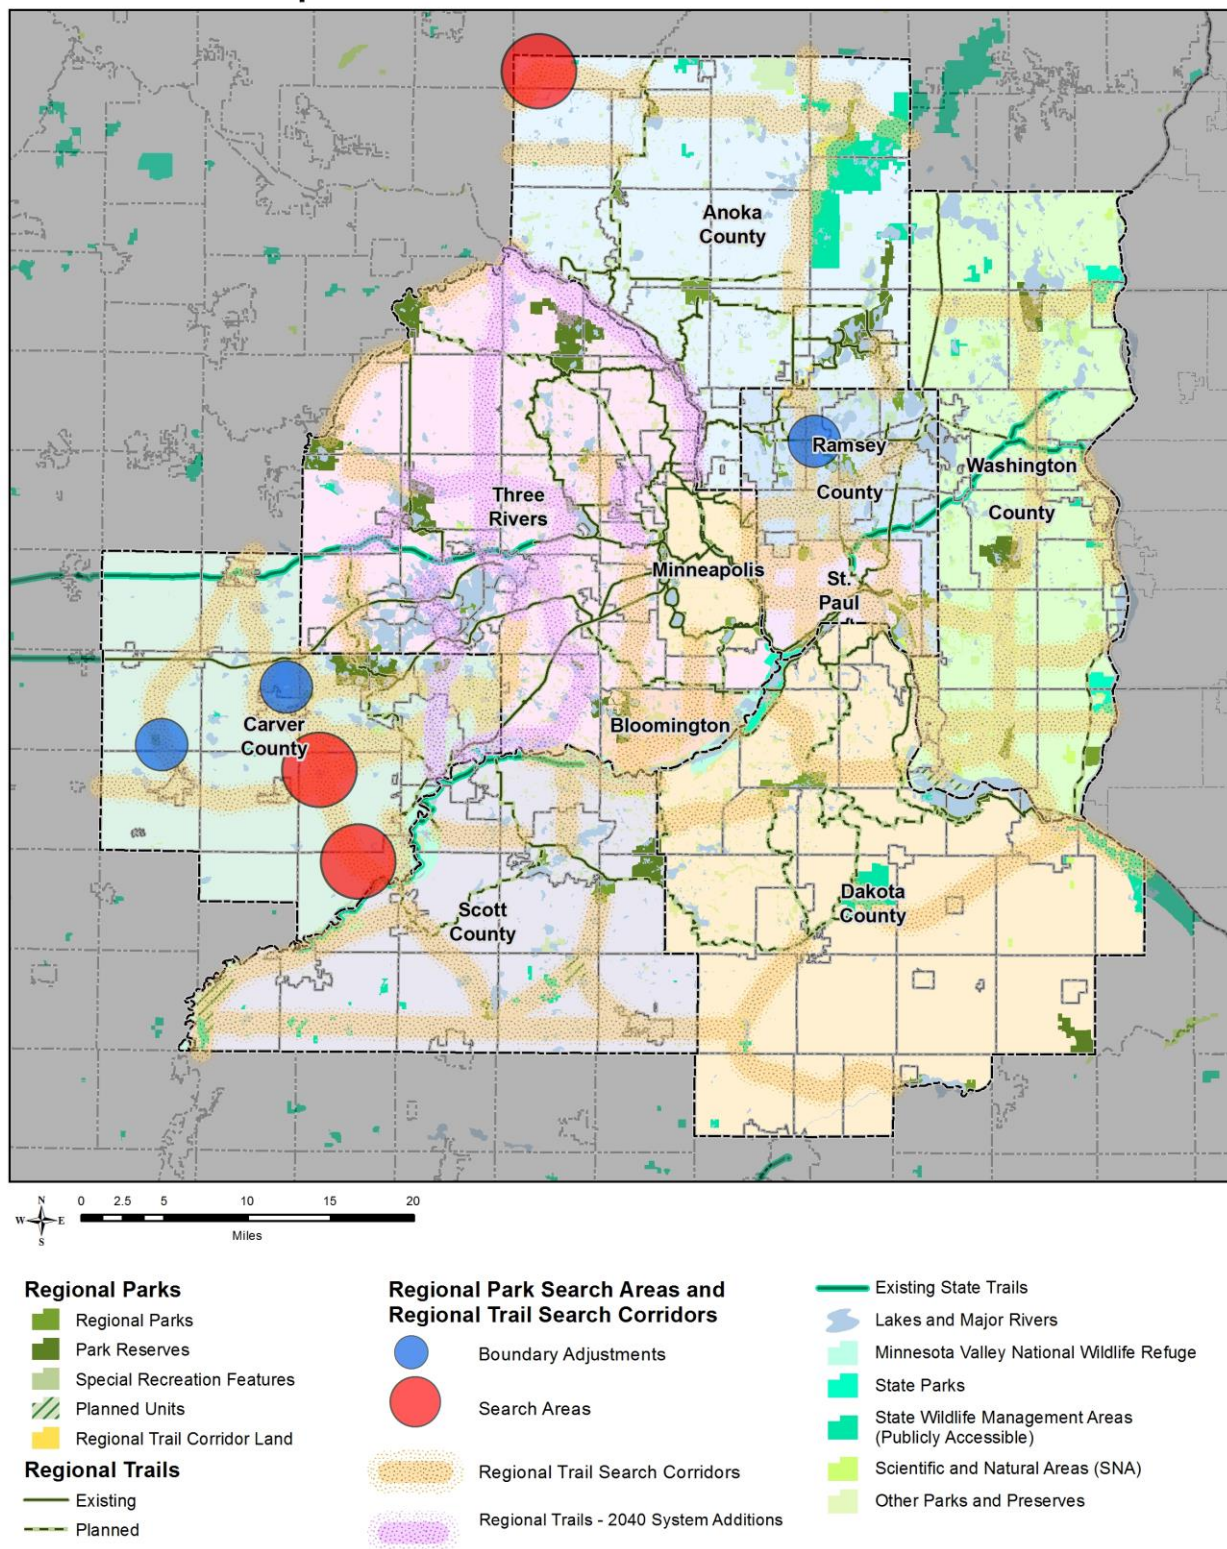 Anoka
County
Ramsey
County
Washington
County
Three
Rivers
Minneapolis
St.
Paul
Carver
County
Bloomington
Scott
County
Dakota
County
N
W E
S
0 2.5 5 10 15 20
Miles
Regional Parks
Regional Parks
Park Reserves
Special Recreation Features
Planned Units
Regional Trail Corridor Land
Regional Trails
Existing
Planned
Regional Park Search Areas and
Regional Trail Search Corridors
Boundary Adjustments
Search Areas
Regional Trail Search Corridors
Regional Trails - 2040 System Additions
Existing State Trails
Lakes and Major Rivers
Minnesota Valley National Wildlife Refuge
State Parks
State Wildlife Management Areas
(Publicly Accessible)
Scientific and Natural Areas (SNA)
Other Parks and Preserves